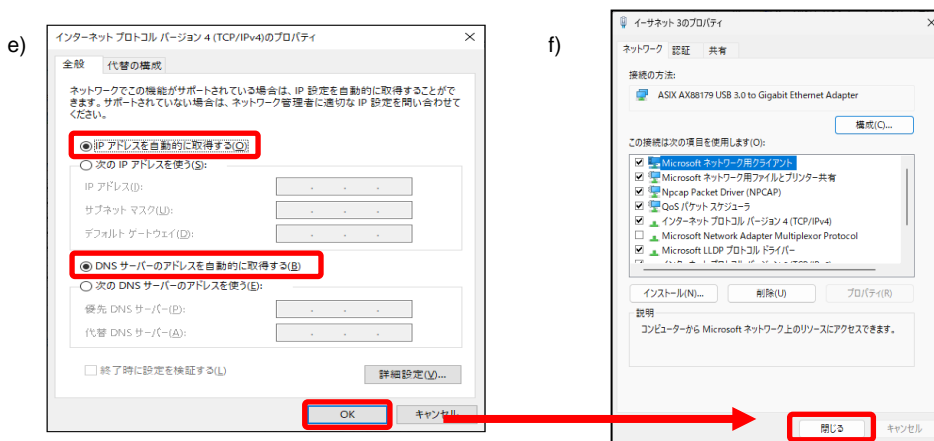 e)
インターネット プロトコル バージョン 4 (TCP/IPv4)のプロパティ
全般 代替の構成
ネットワークでこの機能がサポートされている場合は、IP 設定を自動的に取得することがで
きます。サポートされていない場合は、ネットワーク管理者に適切な IP 設定を問い合わせて
ください。
IP アドレスを自動的に取得する(O)
次の IP アドレスを使う(S):
IP アドレス(I):
サブネット マスク(U):
デフォルト ゲートウェイ(D):
DNS サーバーのアドレスを自動的に取得する(B)
次の DNS サーバーのアドレスを使う(E):
優先 DNS サーバー(P):
代替 DNS サーバー(A):
終了時に設定を検証する(L)
詳細設定(V)...
OK キャンセル
f)
イーサネット 3のプロパティ
ネットワーク 認証 共有
接続の方法:
ASIX AX88179 USB 3.0 to Gigabit Ethernet Adapter
構成(C)...
この接続は次の項目を使用します(O):
Microsoft ネットワーク用クライアント
Microsoft ネットワーク用ファイルとプリンター共有
Npcap Packet Driver (NPCAP)
QoS パケット スケジューラ
インターネット プロトコル バージョン 4 (TCP/IPv4)
Microsoft Network Adapter Multiplexor Protocol
Microsoft LLDP プロトコル ドライバー
インストール(N)... 削除(U) プロパティ(R)
説明
コンピューターから Microsoft ネットワーク上のリソースにアクセスできます。
閉じる キャンセル